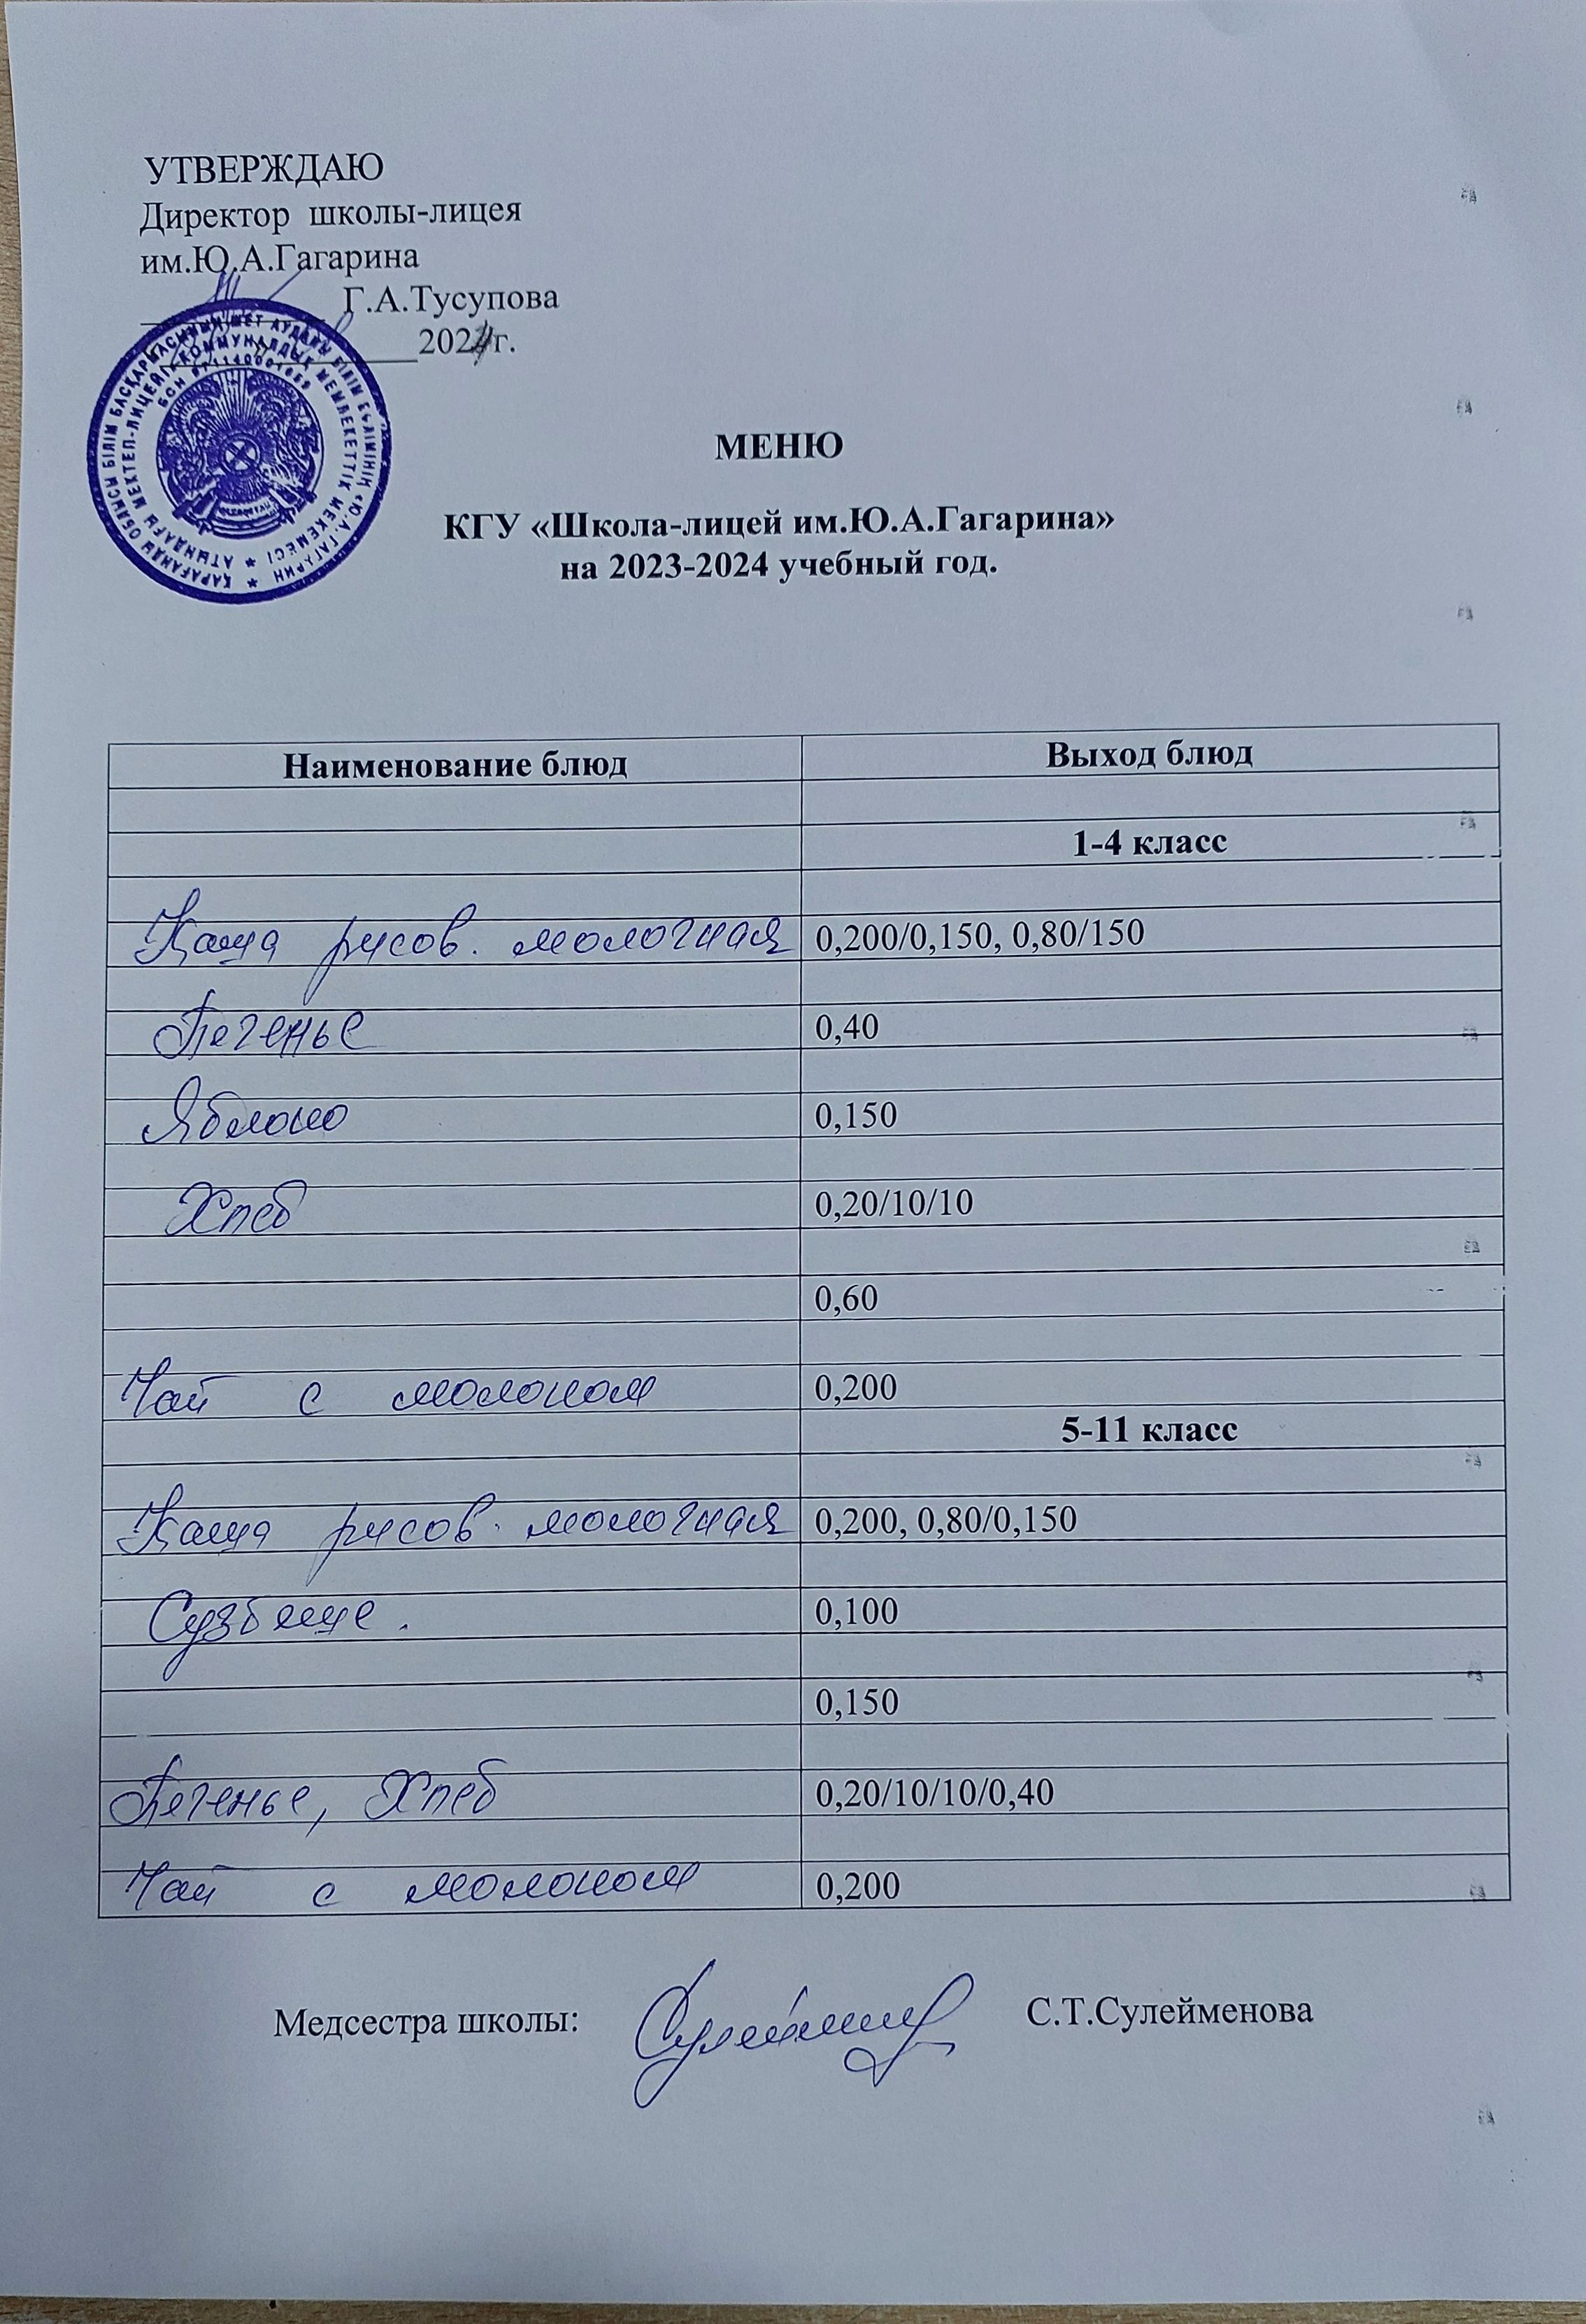 УТВЕРЖДАЮ
Директор школы-лицея
им.Ю.А.Гагарина
Г.А.Тусупова
2024г.
МЕНЮ
КГУ «Школа-лицей им.Ю.А.Гагарина»
на 2023-2024 учебный год.
Наименование блюд Выход блюд
1-4 класс
Каша рисов. молочная 0,200/0,150, 0,80/150
Печенье 0,40
Яблоко 0,150
Хлеб 0,20/10/10
0,60
Чай с молоком 0,200
5-11 класс
Каша рисов. молочная 0,200, 0,80/0,150
Сузбеше. 0,100
0,150
Печенье, Хлеб 0,20/10/10/0,40
Чай с молоком 0,200
Медсестра школы: С.Т.Сулейменова